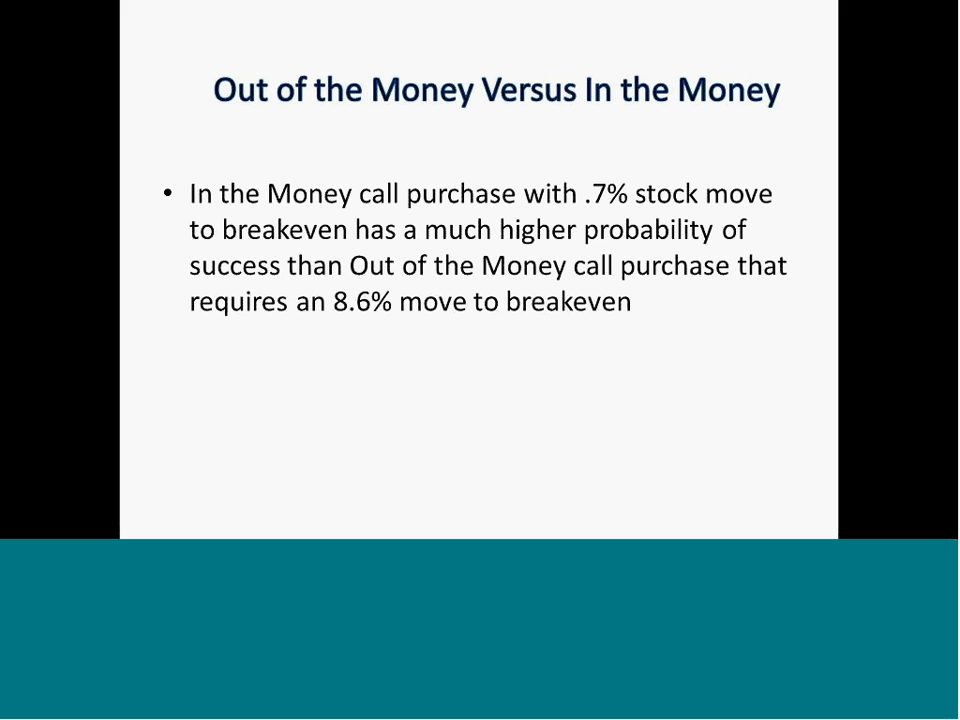 Out of the Money Versus In the Money
• In the Money call purchase with .7% stock move
to breakeven has a much higher probability of
success than Out of the Money call purchase that
requires an 8.6% move to breakeven